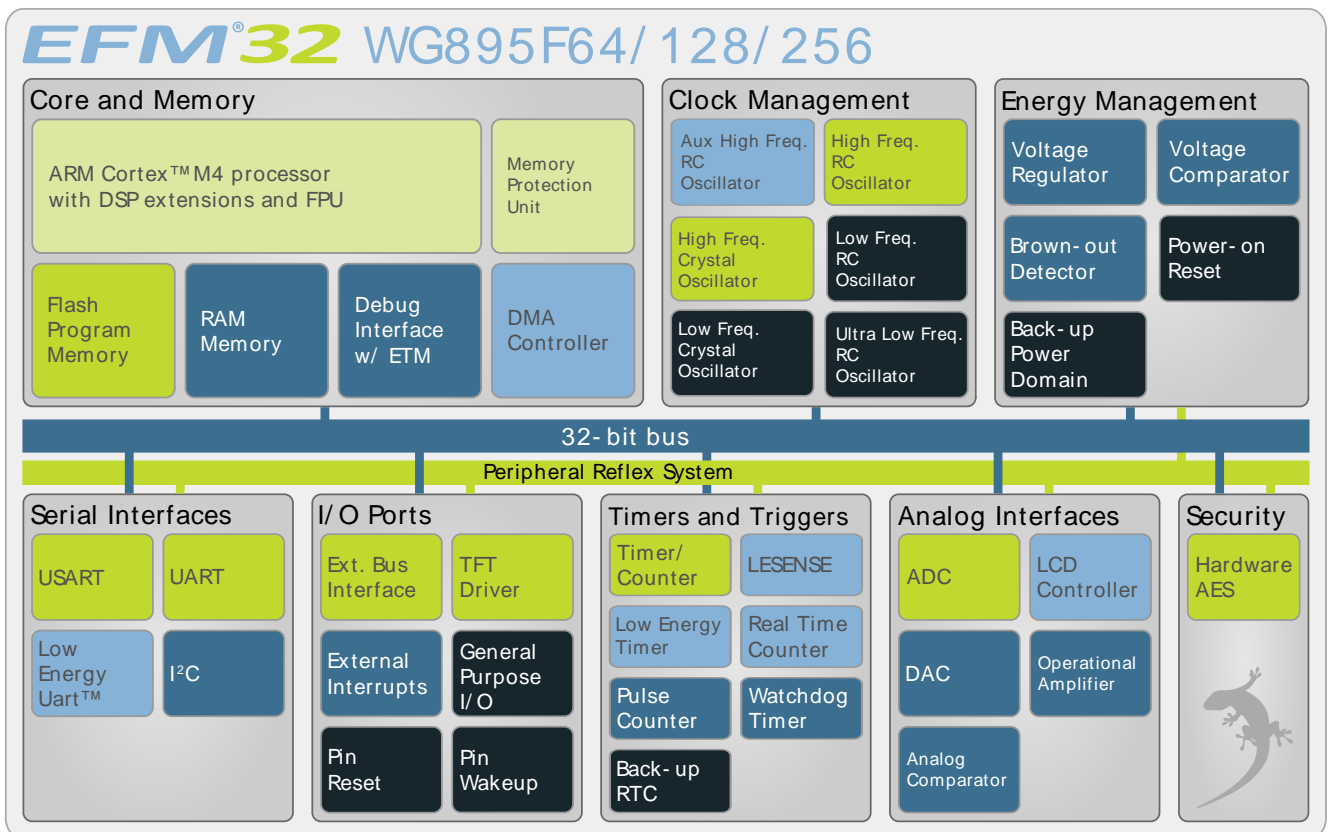 EFM®32 WG895F64/128/256
Core and Memory
ARM Cortex™ M4 processor
with DSP extensions and FPU
Memory
Protection
Unit
Flash
Program
Memory
RAM
Memory
Debug
Interface
w/ ETM
DMA
Controller
Clock Management
Aux High Freq.
RC
Oscillator
High Freq.
RC
Oscillator
High Freq.
Crystal
Oscillator
Low Freq.
RC
Oscillator
Low Freq.
Crystal
Oscillator
Ultra Low Freq.
RC
Oscillator
Energy Management
Voltage
Regulator
Voltage
Comparator
Brown-out
Detector
Power-on
Reset
Back-up
Power
Domain
32-bit bus
Peripheral Reflex System
Serial Interfaces
USART
UART
Low
Energy
Uart™
I²C
I/O Ports
Ext. Bus
Interface
TFT
Driver
External
Interrupts
General
Purpose
I/O
Pin
Reset
Pin
Wakeup
Timers and Triggers
Timer/
Counter
LESENSE
Low Energy
Timer
Real Time
Counter
Pulse
Counter
Watchdog
Timer
Back-up
RTC
Analog Interfaces
ADC
LCD
Controller
DAC
Operational
Amplifier
Analog
Comparator
Security
Hardware
AES